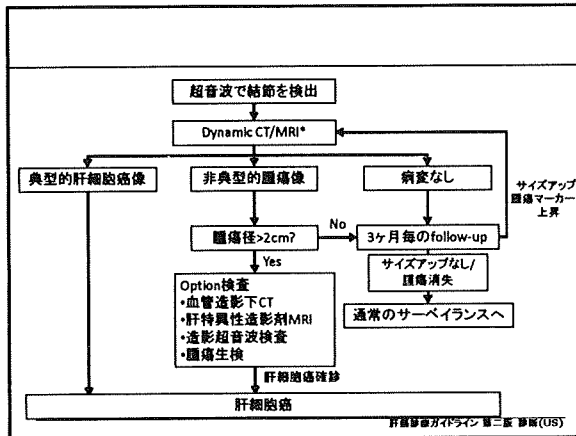 超音波で結節を検出
Dynamic CT/MRI*
典型的肝細胞癌像
非典型的腫瘍像
病変なし
サイズアップ
腫瘍マーカー
上昇
腫瘍径>2cm?
No
3ヶ月毎のfollow-up
Yes
サイズアップなし/
腫瘍消失
Option検査
•血管造影下CT
•肝特異性造影剤MRI
•造影超音波検査
•腫瘍生検
通常のサーベイランスへ
肝細胞癌確診
肝細胞癌
肝癌診療ガイドライン 第二版 診断(US)